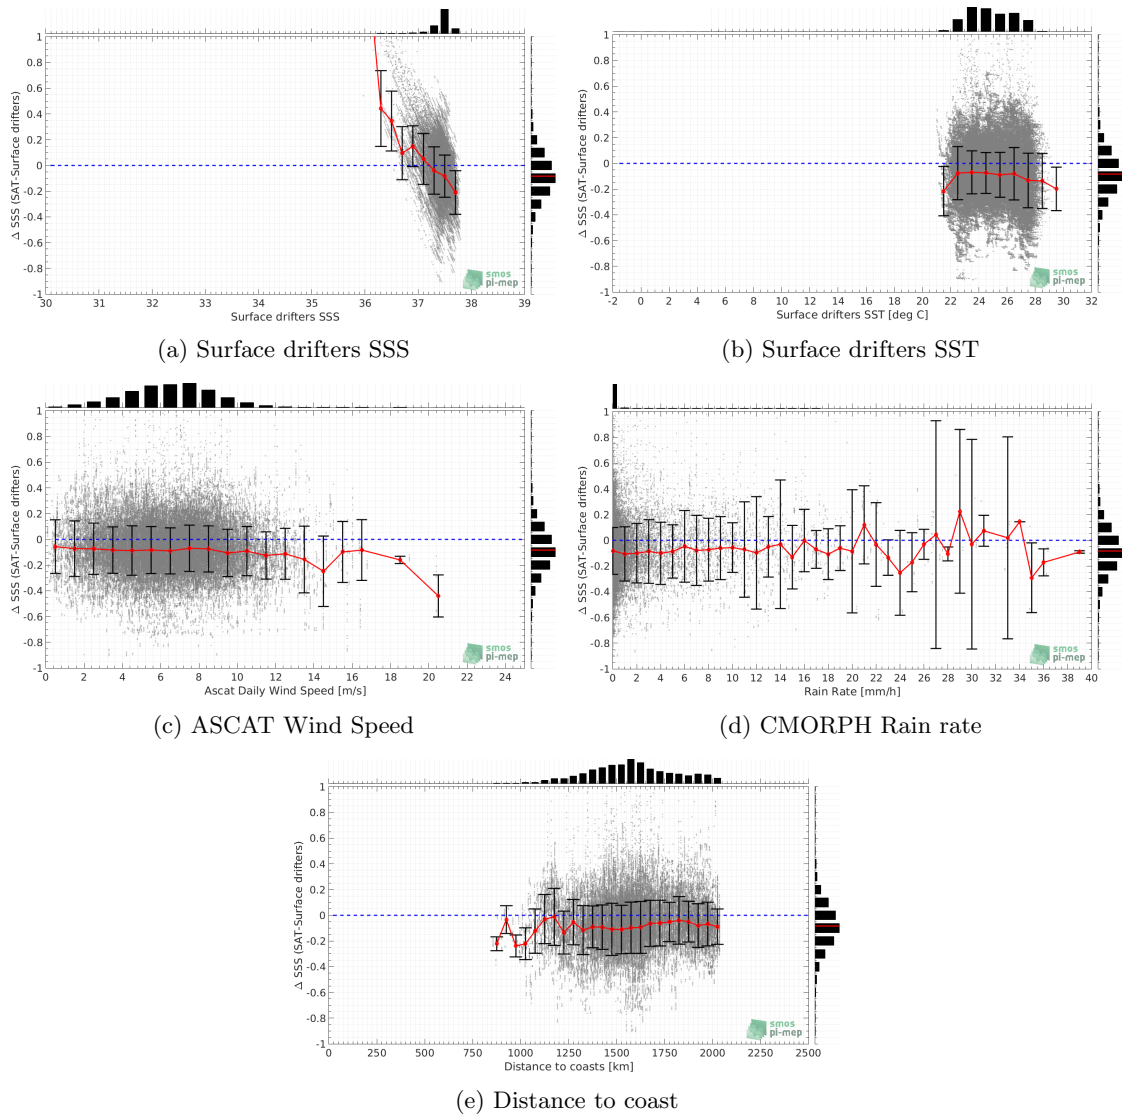 1
0.8
0.6
0.4
0.2
0
-0.2
-0.4
-0.6
-0.8
-1
Δ SSS (SAT-Surface drifters)
30 31 32 33 34 35 36 37 38 39
Surface drifters SSS
smos
pi-mep
(a) Surface drifters SSS
1
0.8
0.6
0.4
0.2
0
-0.2
-0.4
-0.6
-0.8
-1
Δ SSS (SAT-Surface drifters)
-2 0 2 4 6 8 10 12 14 16 18 20 22 24 26 28 30 32
Surface drifters SST [deg C]
smos
pi-mep
(b) Surface drifters SST
1
0.8
0.6
0.4
0.2
0
-0.2
-0.4
-0.6
-0.8
-1
Δ SSS (SAT-Surface drifters)
0 2 4 6 8 10 12 14 16 18 20 22 24
Ascat Daily Wind Speed [m/s]
smos
pi-mep
(c) ASCAT Wind Speed
1
0.8
0.6
0.4
0.2
0
-0.2
-0.4
-0.6
-0.8
-1
Δ SSS (SAT-Surface drifters)
0 2 4 6 8 10 12 14 16 18 20 22 24 26 28 30 32 34 36 38 40
Rain Rate [mm/h]
smos
pi-mep
(d) CMORPH Rain rate
1
0.8
0.6
0.4
0.2
0
-0.2
-0.4
-0.6
-0.8
-1
Δ SSS (SAT-Surface drifters)
0 250 500 750 1000 1250 1500 1750 2000 2250 2500
Distance to coasts [km]
smos
pi-mep
(e) Distance to coast